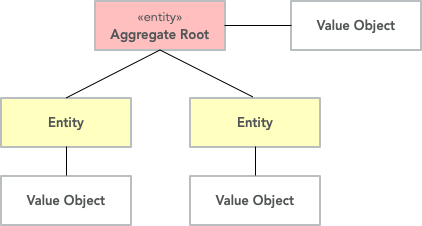 «entity»
Aggregate Root
Value Object
Entity
Entity
Value Object
Value Object